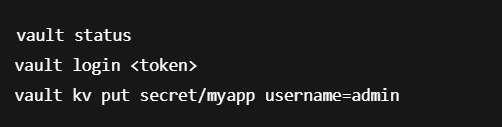 vault status
vault login <token>
vault kv put secret/myapp username=admin